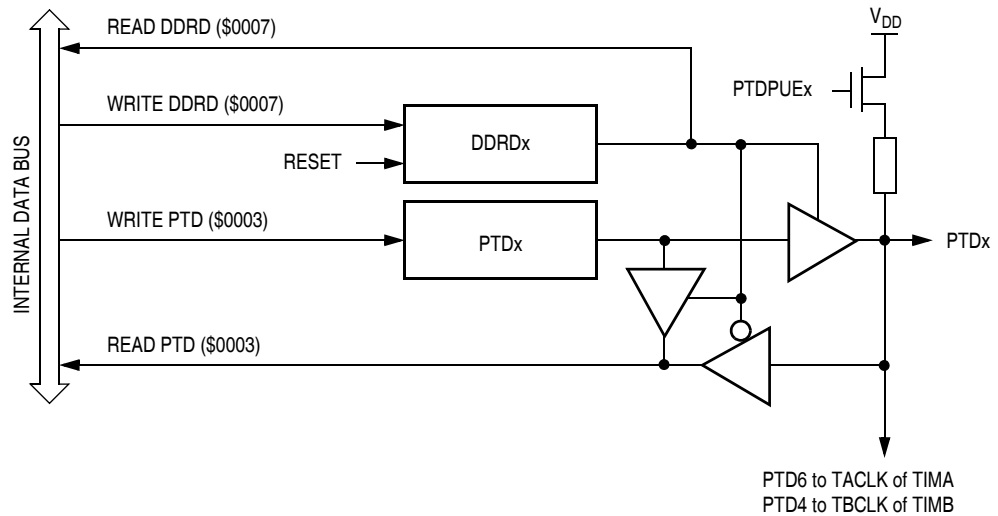 READ DDRD ($0007)
V_DD
WRITE DDRD ($0007)
PTDPUEx
DDRDx
RESET
INTERNAL DATA BUS
WRITE PTD ($0003)
PTDx
PTDx
READ PTD ($0003)
PTD6 to TACLK of TIMA
PTD4 to TBCLK of TIMB